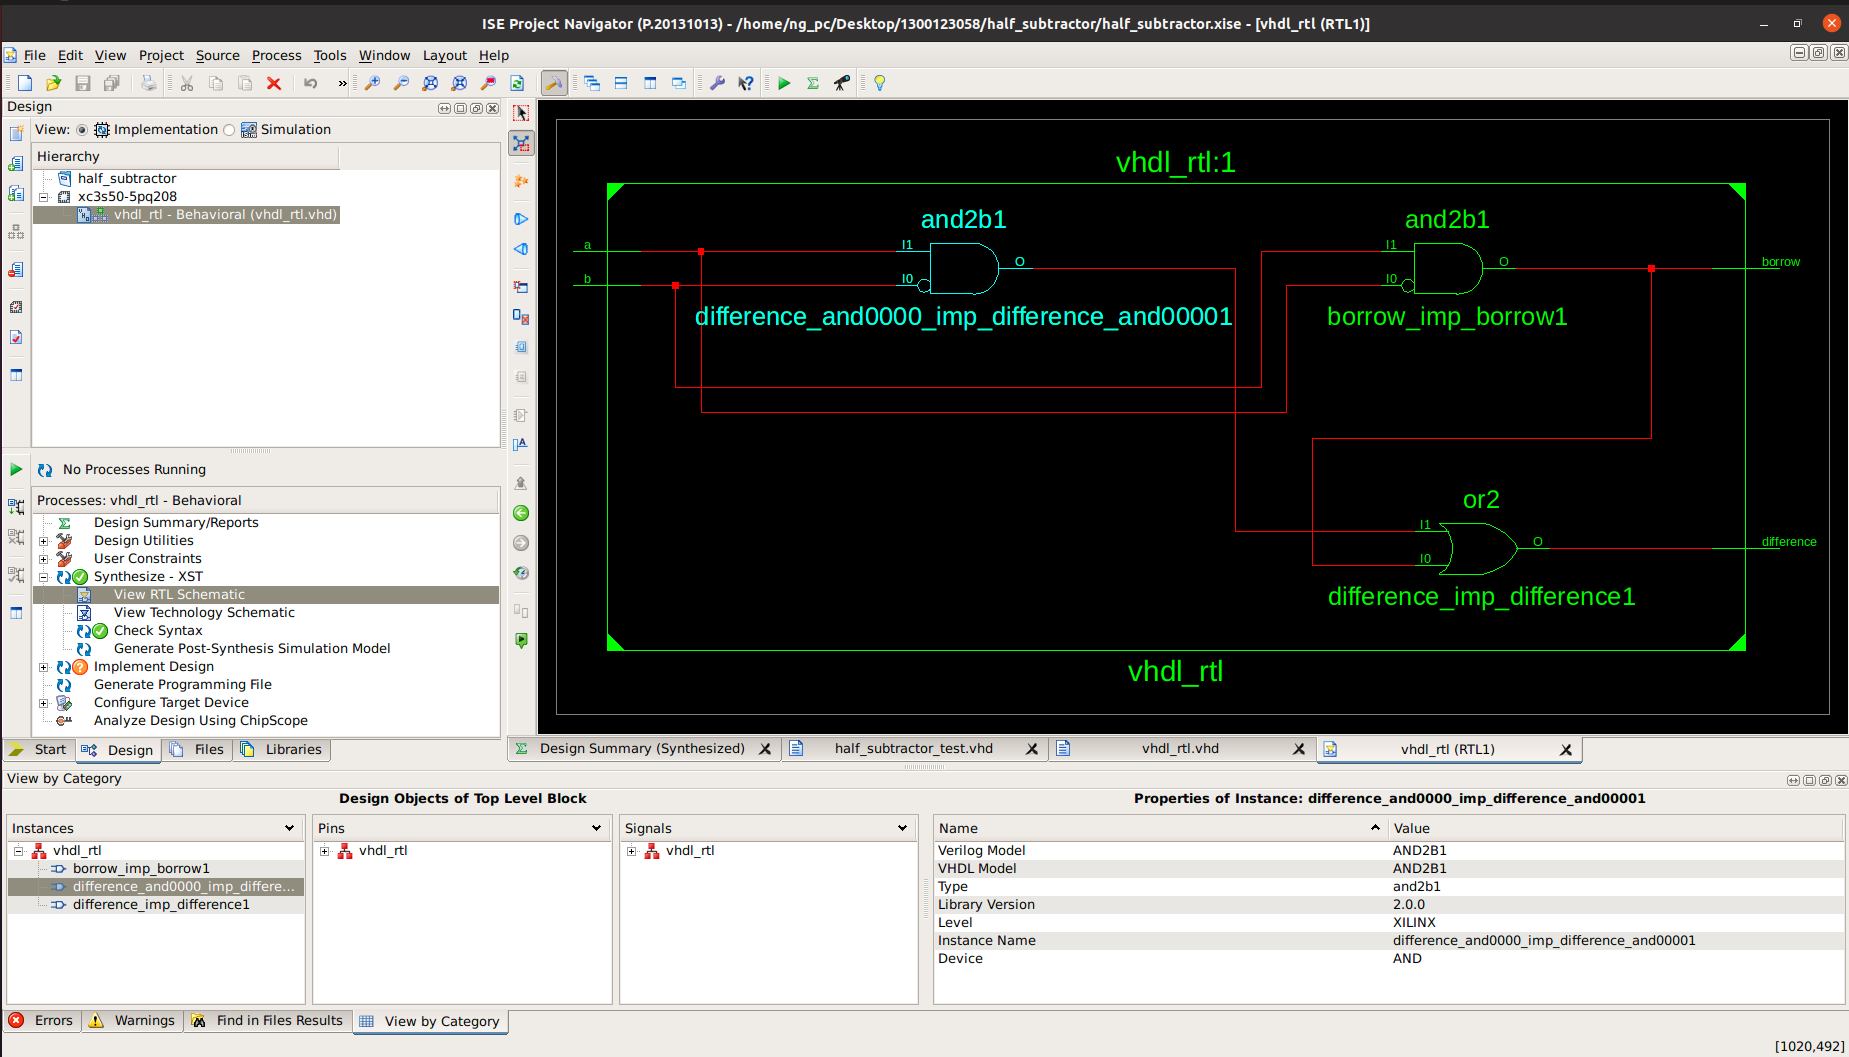 ISE Project Navigator (P.20131013) - /home/ng_pc/Desktop/1300123058/half_subtractor/half_subtractor.xise - [vhdl_rtl (RTL1)]
File Edit View Project Source Process Tools Window Layout Help
Design
View: Implementation Simulation
Hierarchy
half_subtractor
xc3s50-5pq208
vhdl_rtl - Behavioral (vhdl_rtl.vhd)
No Processes Running
Processes: vhdl_rtl - Behavioral
Design Summary/Reports
Design Utilities
User Constraints
Synthesize - XST
View RTL Schematic
View Technology Schematic
Check Syntax
Generate Post-Synthesis Simulation Model
Implement Design
Generate Programming File
Configure Target Device
Analyze Design Using ChipScope
Start Design Files Libraries
vhdl_rtl:1
and2b1 and2b1
a I1 I1
O O borrow
b I0 I0
difference_and0000_imp_difference_and00001 borrow_imp_borrow1
or2
I1
O difference
I0
difference_imp_difference1
vhdl_rtl
Design Summary (Synthesized) half_subtractor_test.vhd vhdl_rtl.vhd vhdl_rtl (RTL1)
View by Category
Design Objects of Top Level Block
Instances Pins Signals
vhdl_rtl vhdl_rtl vhdl_rtl
borrow_imp_borrow1
difference_and0000_imp_differe...
difference_imp_difference1
Properties of Instance: difference_and0000_imp_difference_and00001
Name Value
Verilog Model AND2B1
VHDL Model AND2B1
Type and2b1
Library Version 2.0.0
Level XILINX
Instance Name difference_and0000_imp_difference_and00001
Device AND
Errors Warnings Find in Files Results View by Category
[1020,492]